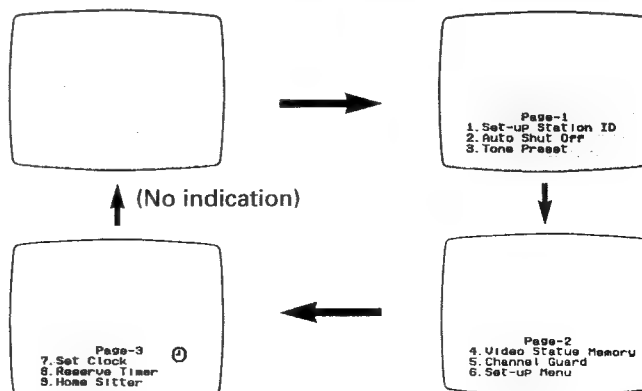 Page-1
1.Set-up Station ID
2.Auto Shut Off
3.Tone Preset
(No indication)
Page-3
7.Set Clock
8.Reserve Timer
9.Home Sitter
Page-2
4.Video Status Memory
5.Channel Guard
6.Set-up Menu